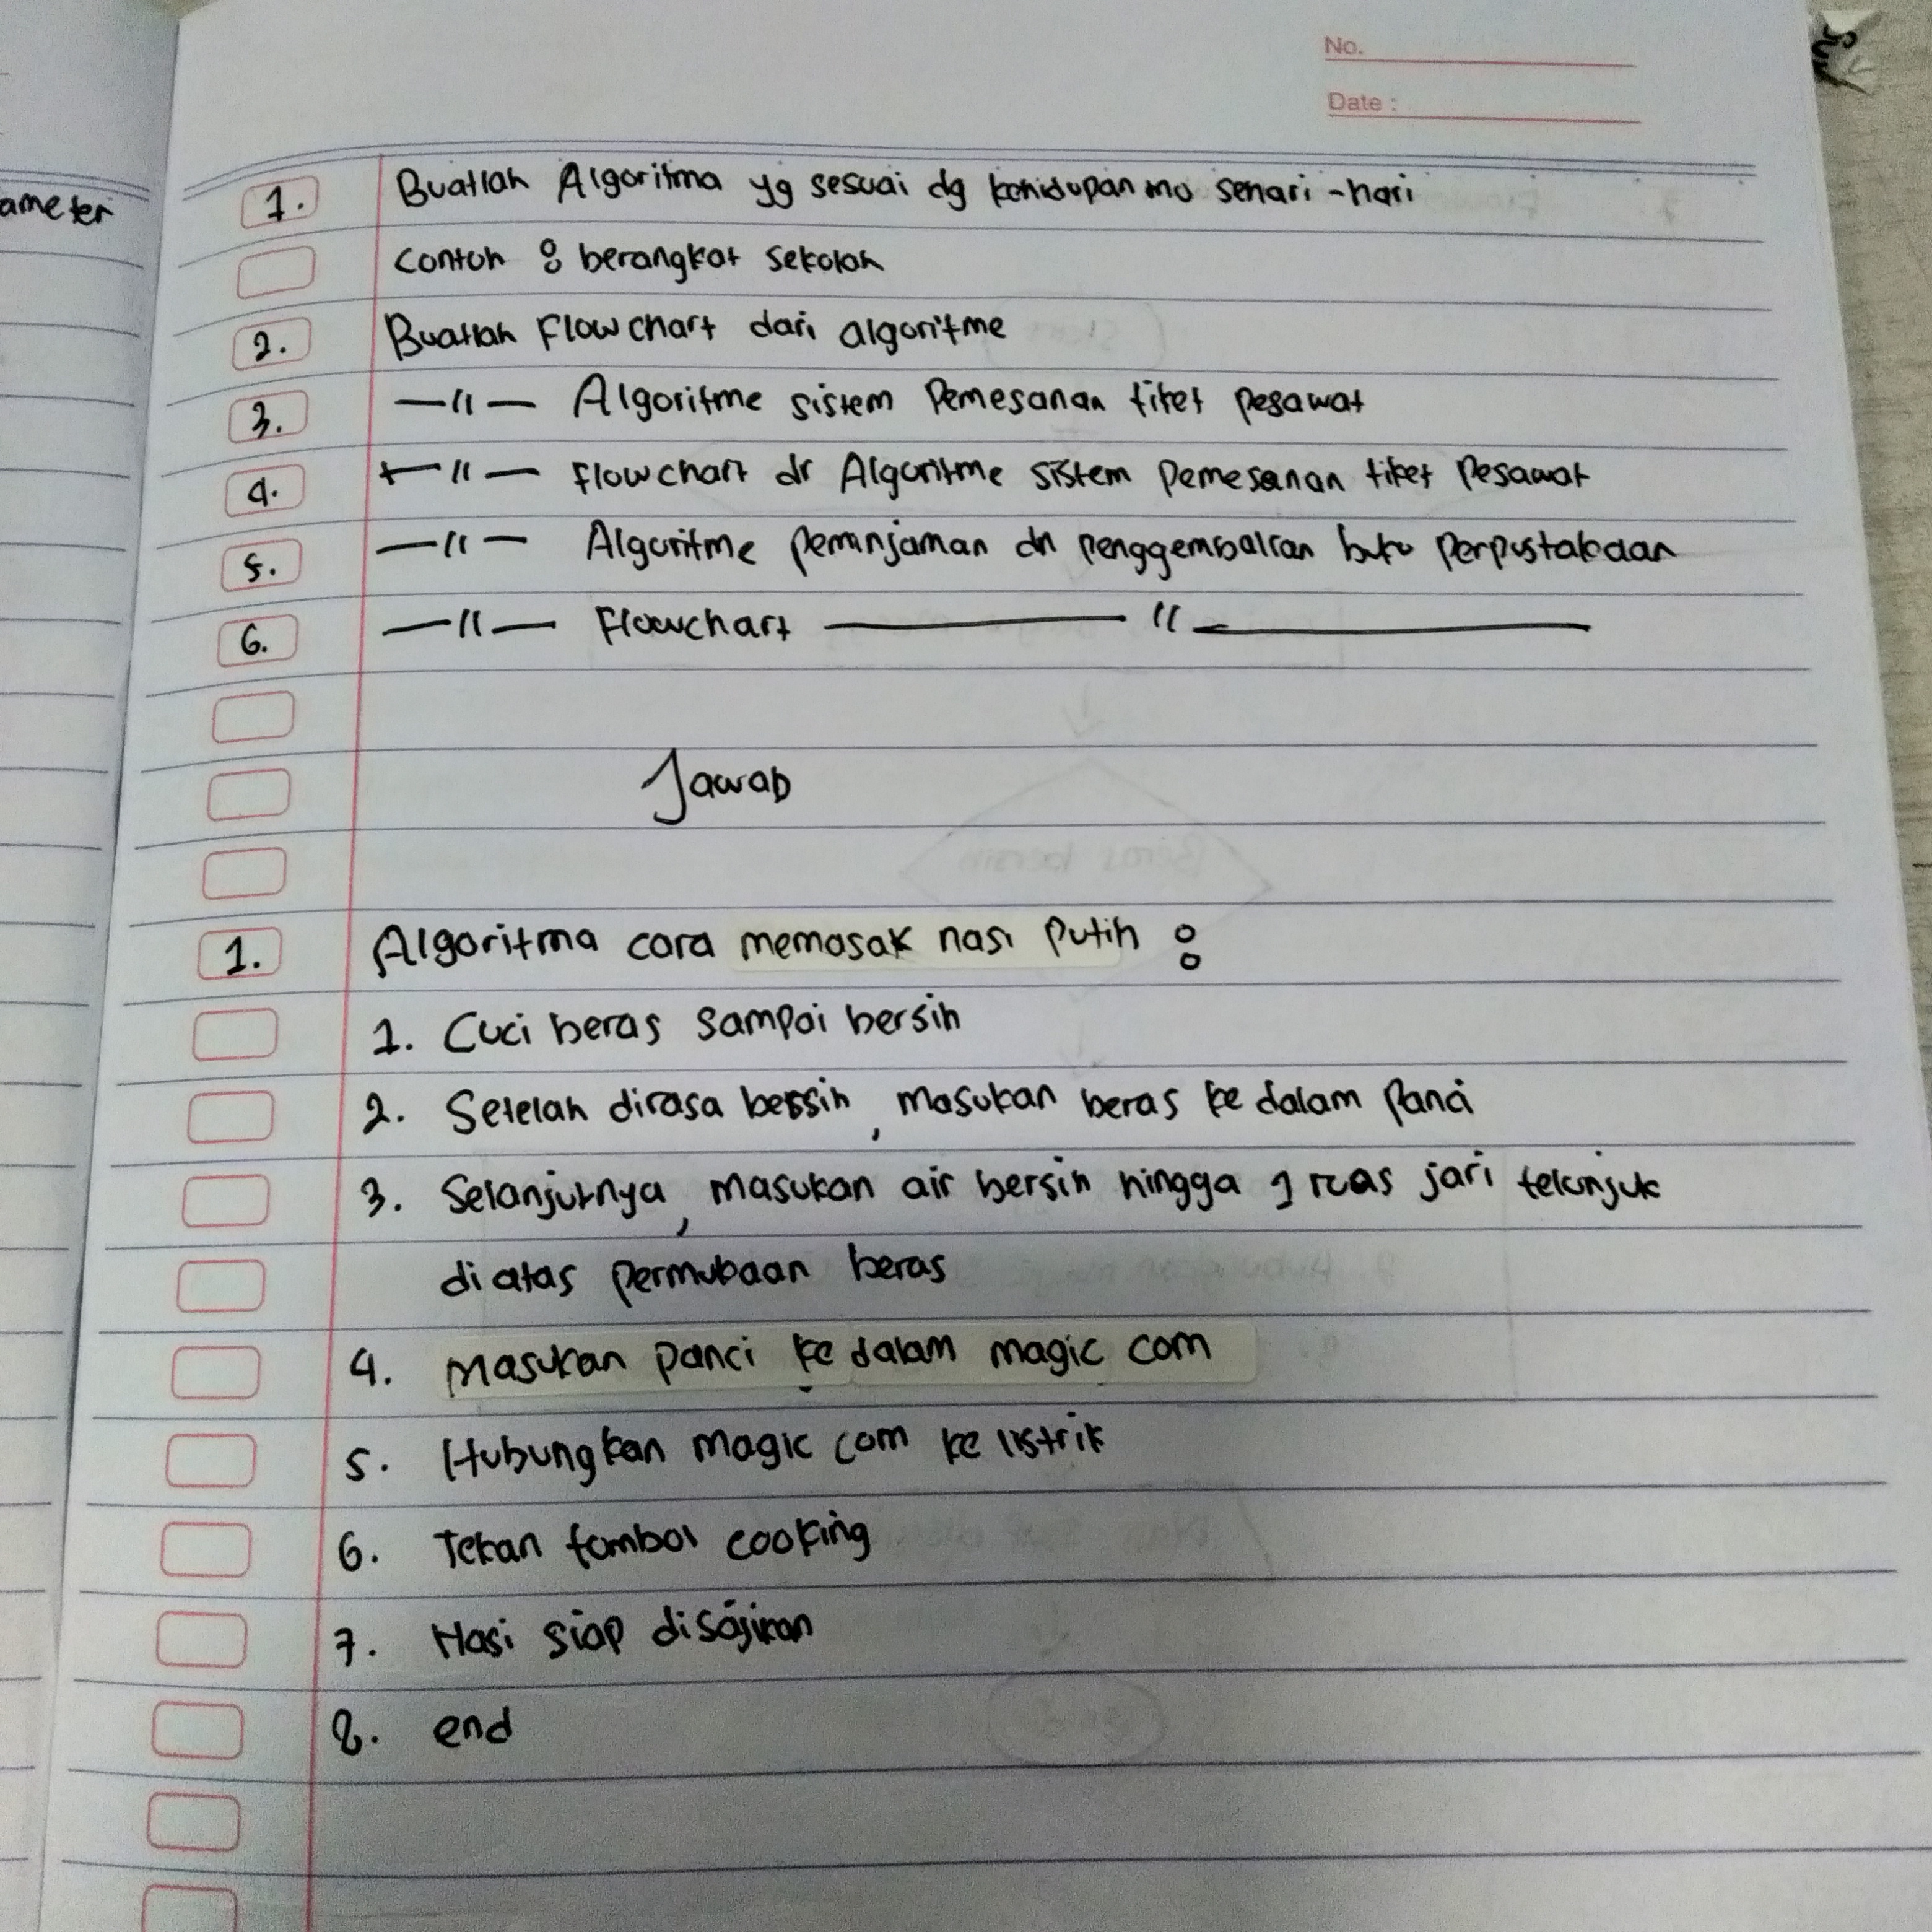 No.
Date :
ameter
1. Buatlah Algoritma yg sesuai dg kehidupan mu sehari-hari
contoh : berangkat sekolah
2. Buatlah Flowchart dari algoritme
3. —"— Algoritme sistem Pemesanan tiket pesawat
4. —"— flowchart dr Algoritme sistem pemesanan tiket pesawat
5. —"— Algoritme peminjaman dn penggembalian buku perpustakaan
6. —"— Flowchart ———"———
Jawab
1. Algoritma cara memasak nasi putih :
1. Cuci beras sampai bersih
2. Setelah dirasa bersih, masukan beras ke dalam panci
3. Selanjutnya, masukan air bersih hingga 1 ruas jari telunjuk
di atas permukaan beras
4. Masukan panci ke dalam magic com
5. Hubungkan magic com ke listrik
6. Tekan tombol cooking
7. Nasi siap disajikan
8. end